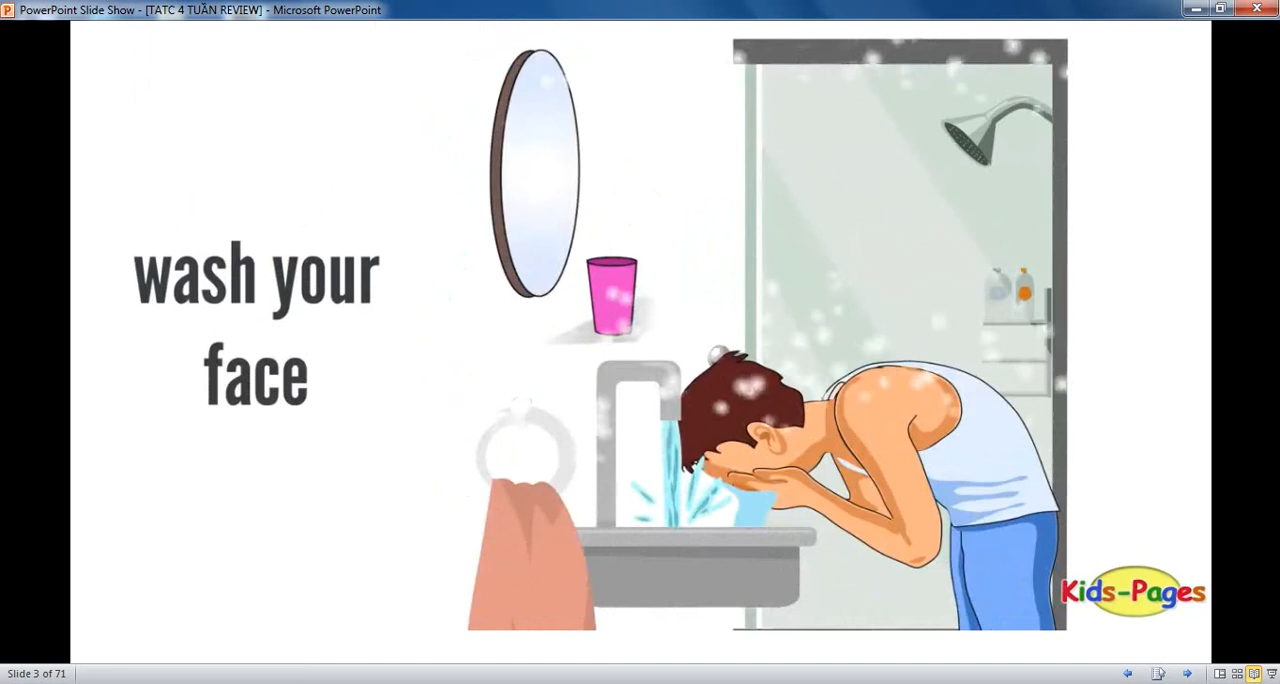 PowerPoint Slide Show - [TATC 4 TUẦN REVIEW] - Microsoft PowerPoint
wash your
face
Kids-Pages
Slide 3 of 71